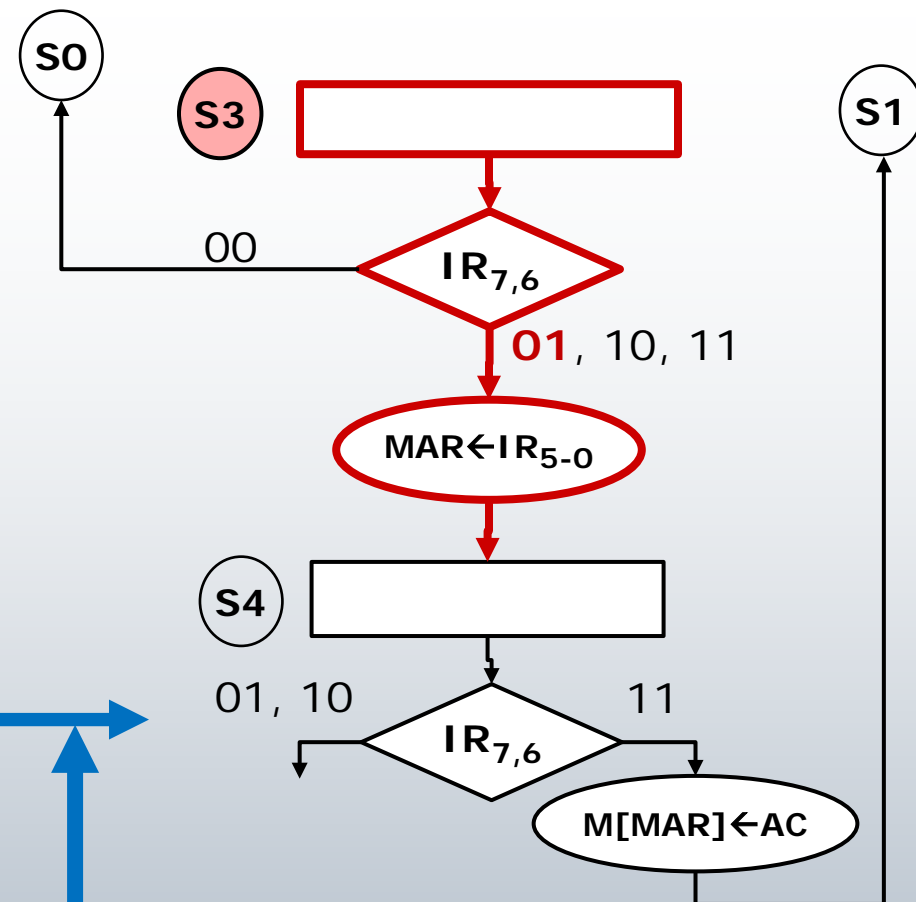 S0
S3
S1
00
IR7,6
01, 10, 11
MAR←IR5-0
S4
01, 10
11
IR7,6
M[MAR]←AC